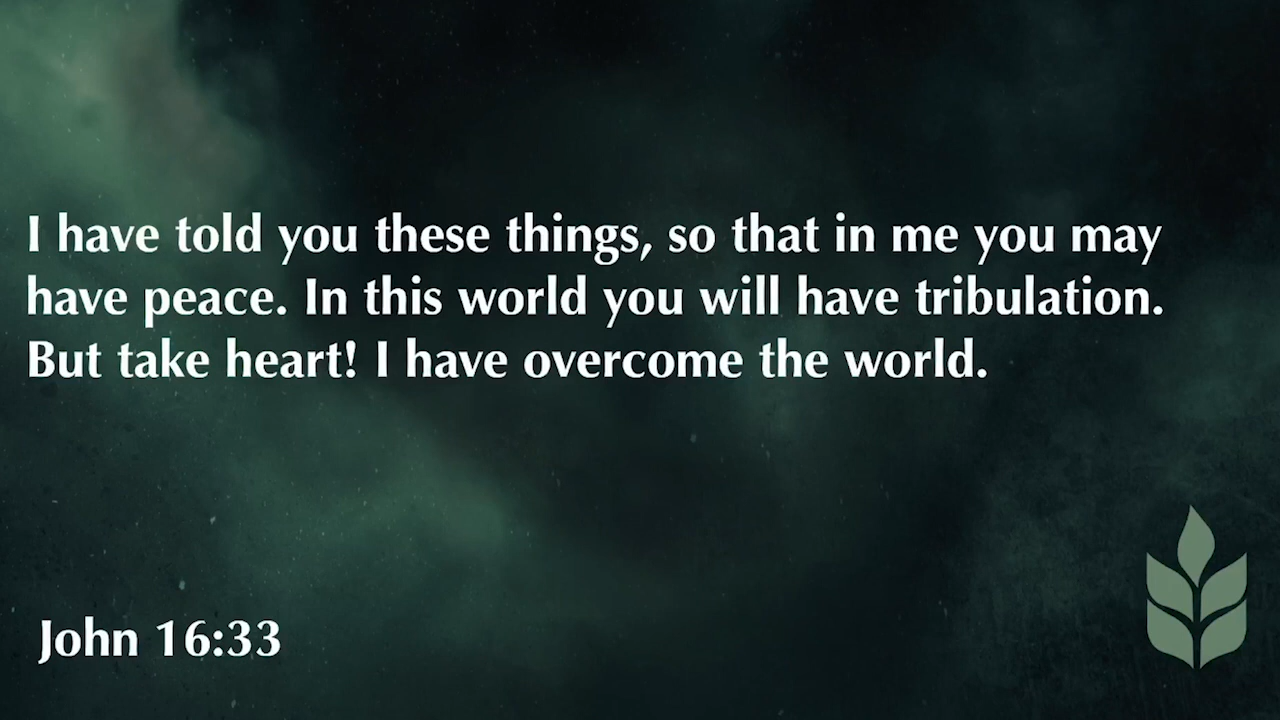 I have told you these things, so that in me you may
have peace. In this world you will have tribulation.
But take heart! I have overcome the world.
John 16:33